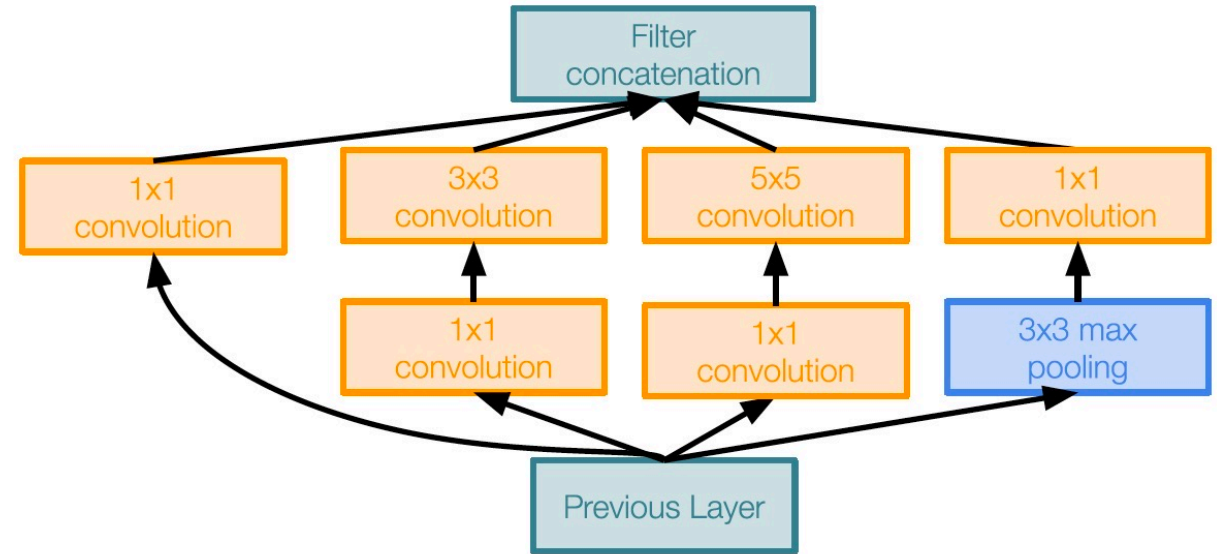 Filter
concatenation
1x1
convolution
3x3
convolution
5x5
convolution
1x1
convolution
1x1
convolution
1x1
convolution
3x3 max
pooling
Previous Layer